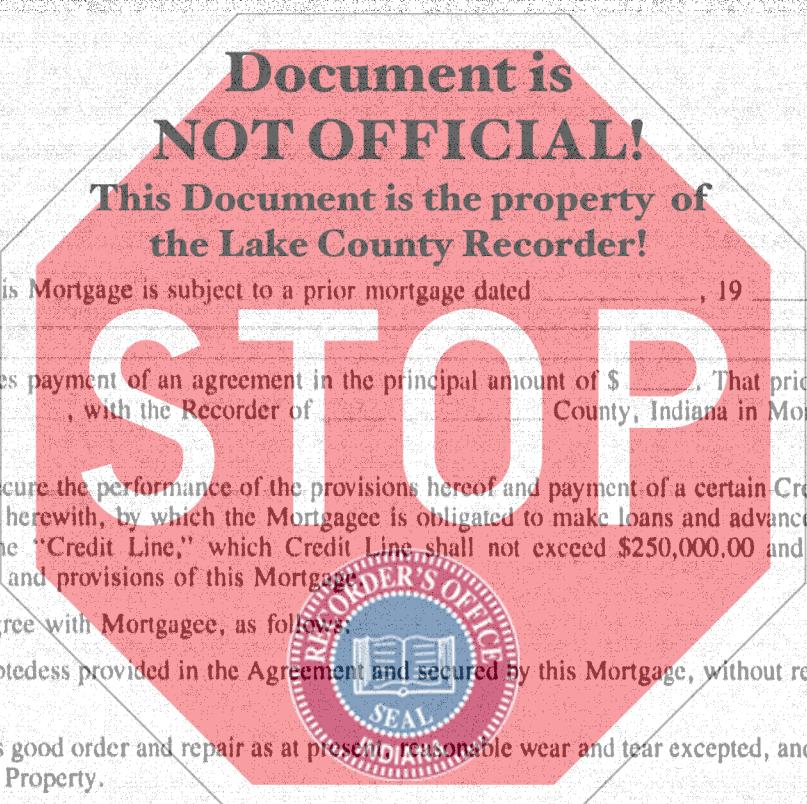 Document is
NOT OFFICIAL!
This Document is the property of
the Lake County Recorder!
is Mortgage is subject to a prior mortgage dated , 19
STOP
es payment of an agreement in the principal amount of $ . That prio
, with the Recorder of County, Indiana in Mor
cure the performance of the provisions hereof and payment of a certain Cre
herewith, by which the Mortgagee is obligated to make loans and advance
he “Credit Line,” which Credit Line shall not exceed $250,000.00 and
and provisions of this Mortgage.
gree with Mortgagee, as follows:
btedess provided in the Agreement and secured by this Mortgage, without re
s good order and repair as at present, reasonable wear and tear excepted, and
Property.
RECORDER'S OFFICE
SEAL
INDIANA